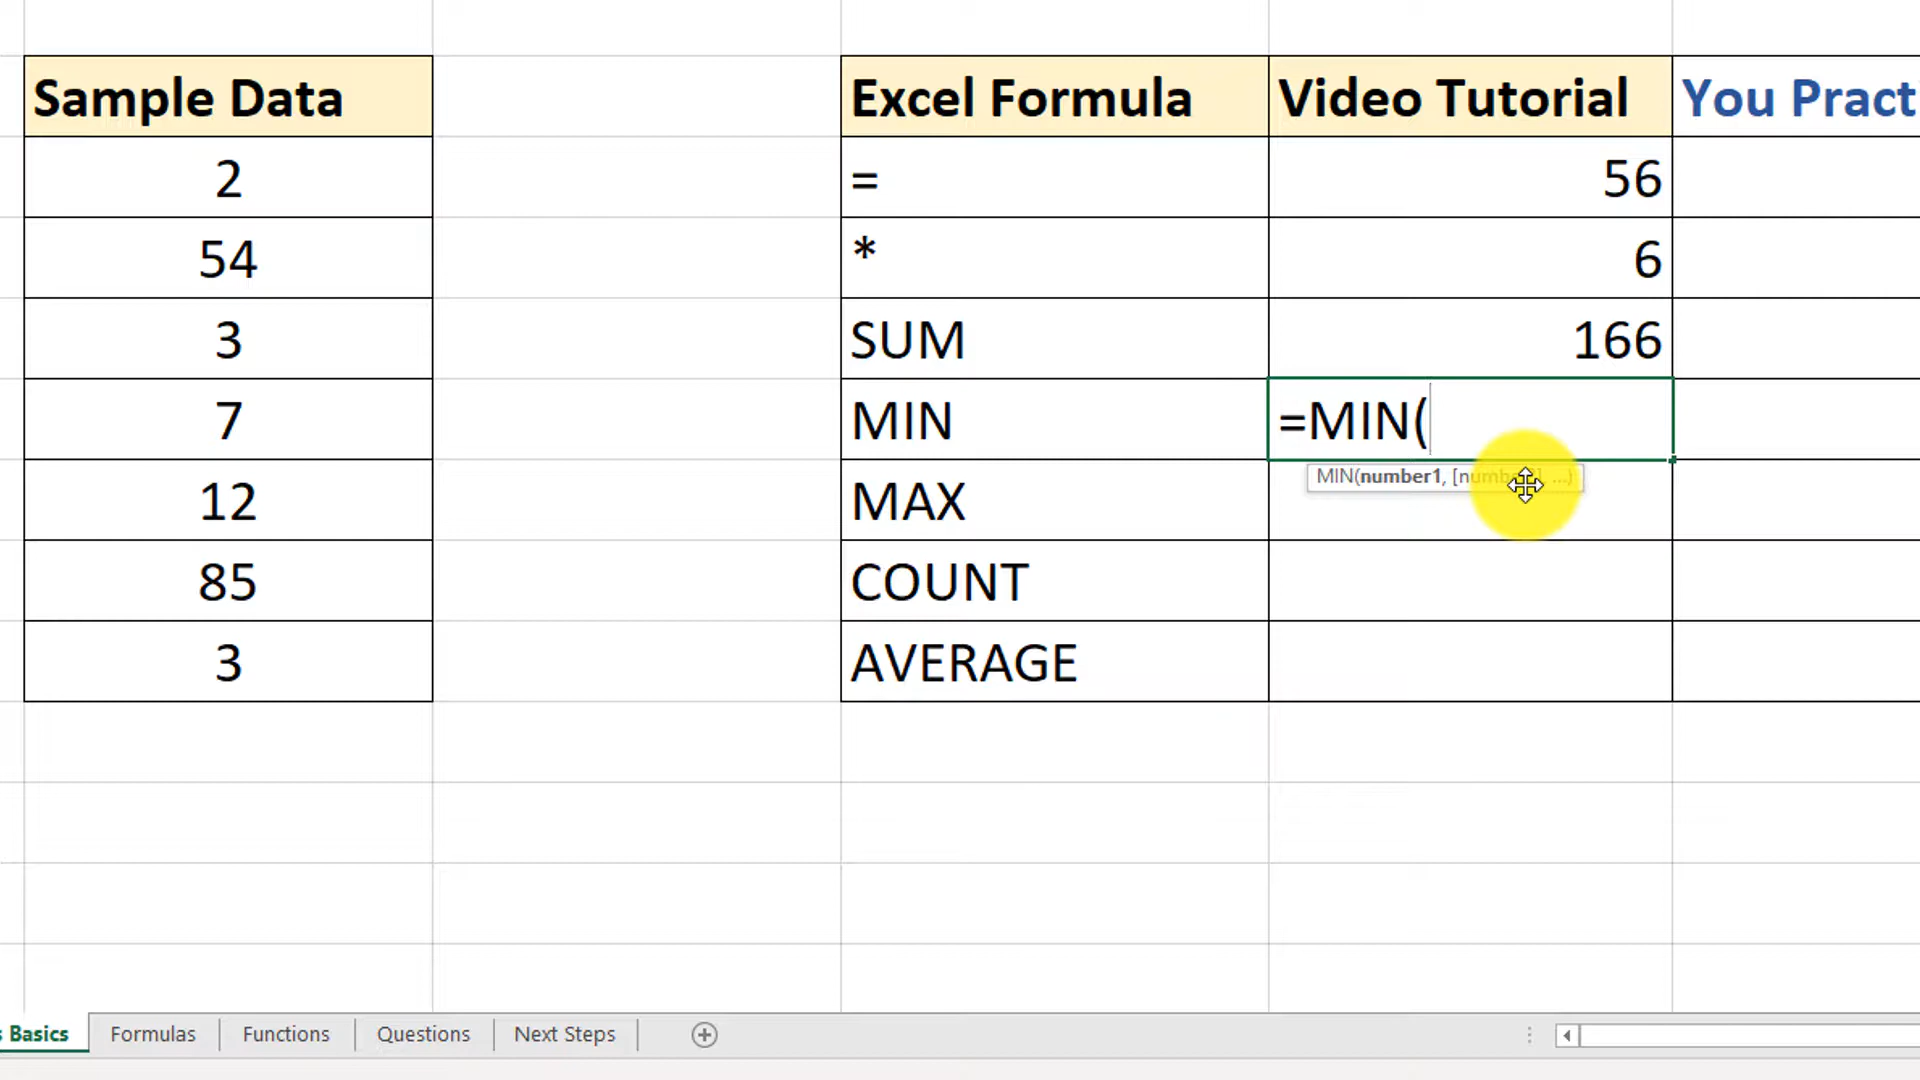 Sample Data
2
54
3
7
12
85
3
Excel Formula Video Tutorial You Pract
= 56
* 6
SUM 166
MIN =MIN(
MIN(number1, [number2], ...)
MAX
COUNT
AVERAGE
s Basics Formulas Functions Questions Next Steps